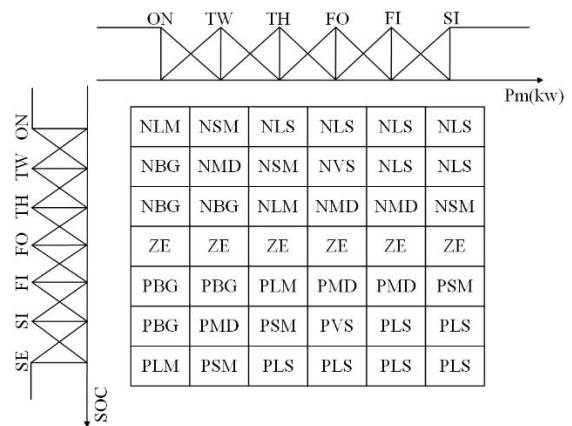 ON TW TH FO FI SI
Pm(kw)
ON
TW
TH
FO
FI
SI
SE
SOC
NLM NSM NLS NLS NLS NLS
NBG NMD NSM NVS NLS NLS
NBG NBG NLM NMD NMD NSM
ZE ZE ZE ZE ZE ZE
PBG PBG PLM PMD PMD PSM
PBG PMD PSM PVS PLS PLS
PLM PSM PLS PLS PLS PLS